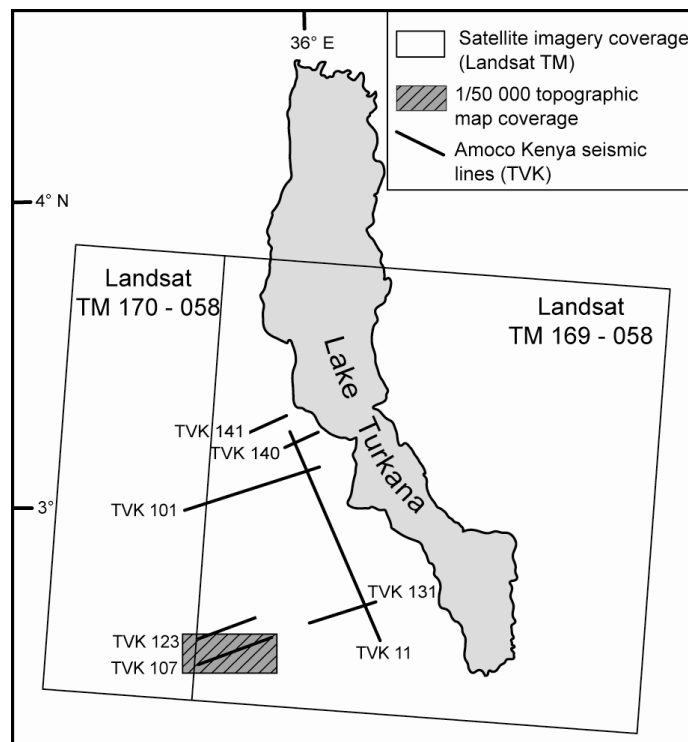 36° E
Satellite imagery coverage
(Landsat TM)
1/50 000 topographic
map coverage
Amoco Kenya seismic
lines (TVK)
4° N
Landsat
TM 170 - 058
Landsat
TM 169 - 058
Lake
Turkana
TVK 141
TVK 140
TVK 101
3°
TVK 131
TVK 123
TVK 107
TVK 11